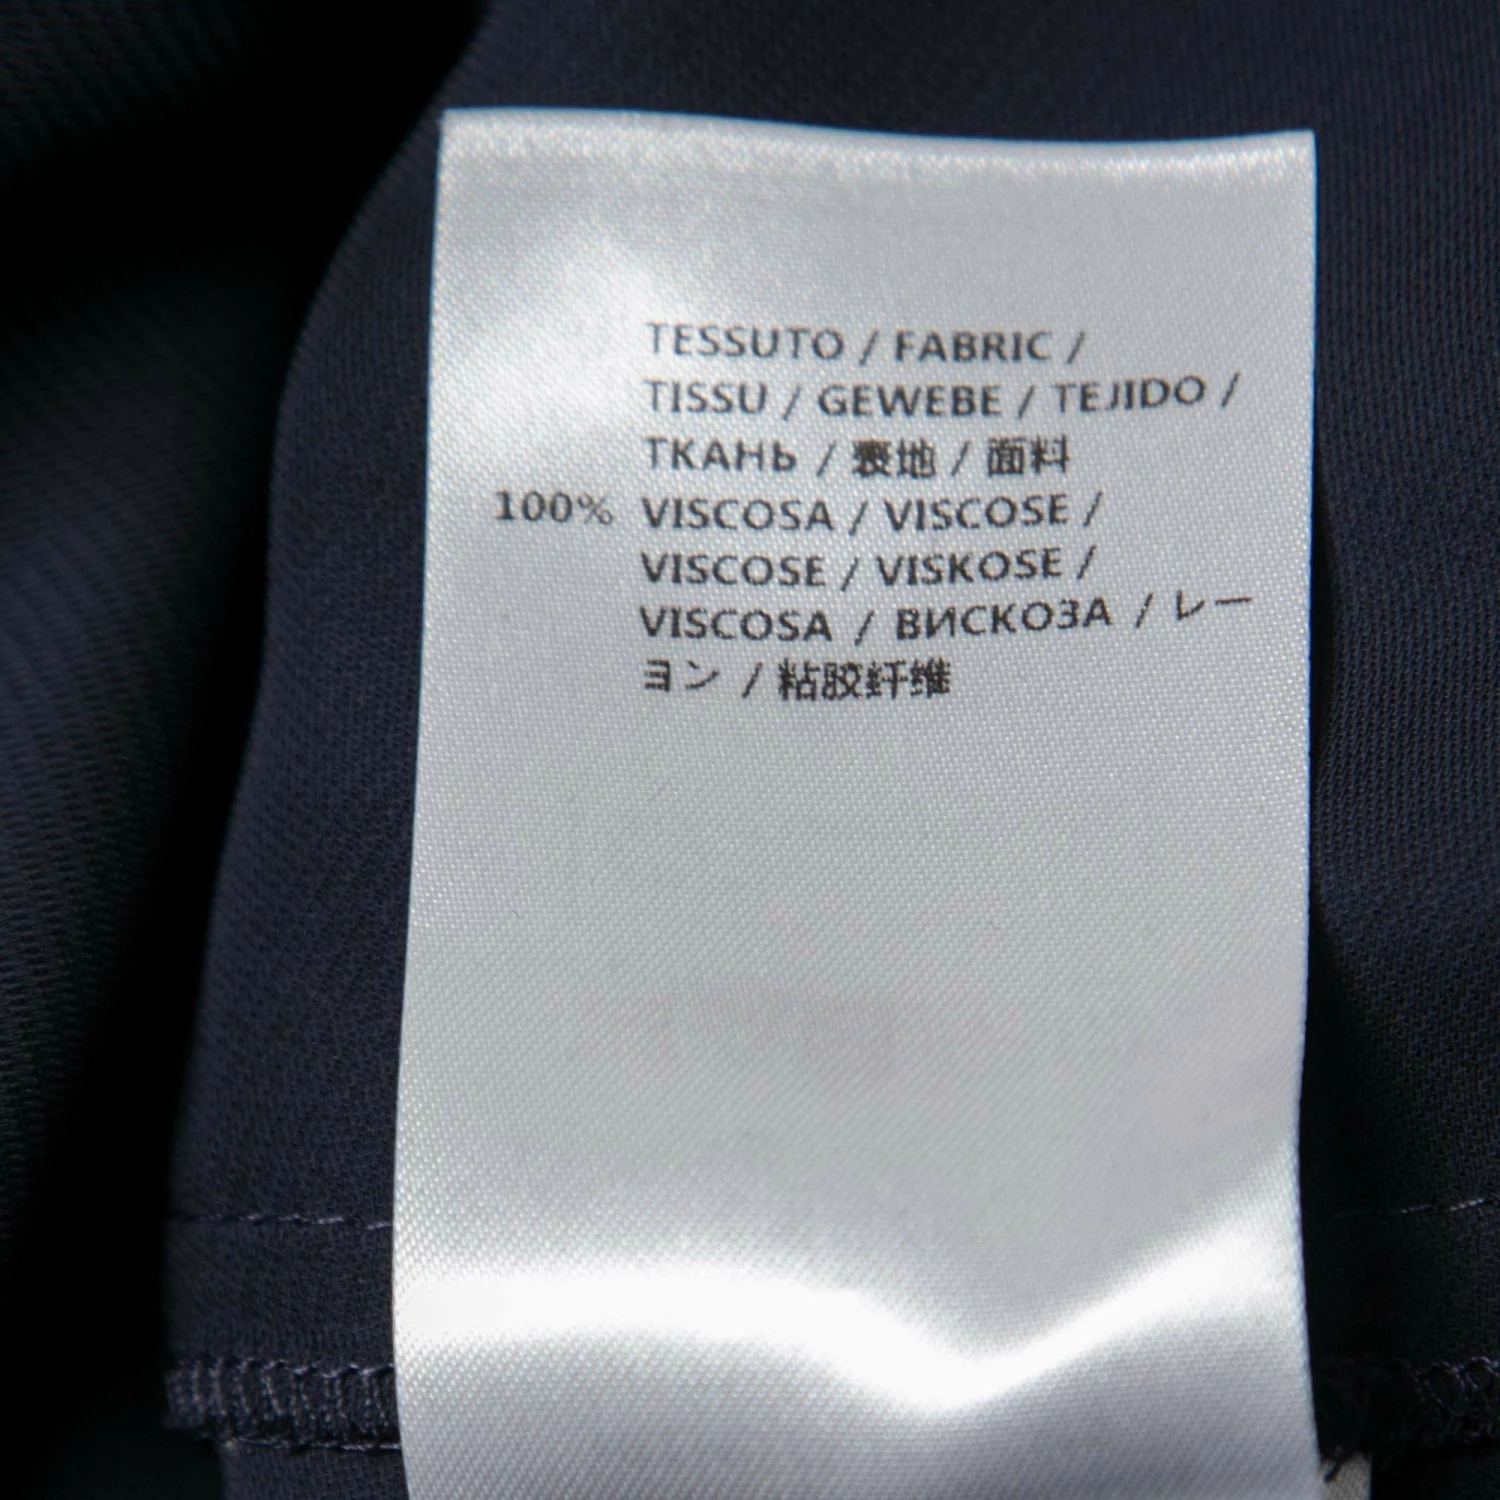 TESSUTO / FABRIC /
TISSU / GEWEBE / TEJIDO /
ТКАНЬ / 表地 / 面料
100% VISCOSA / VISCOSE /
VISCOSE / VISKOSE /
VISCOSA / ВИСКОЗА / レー
ヨン / 粘胶纤维